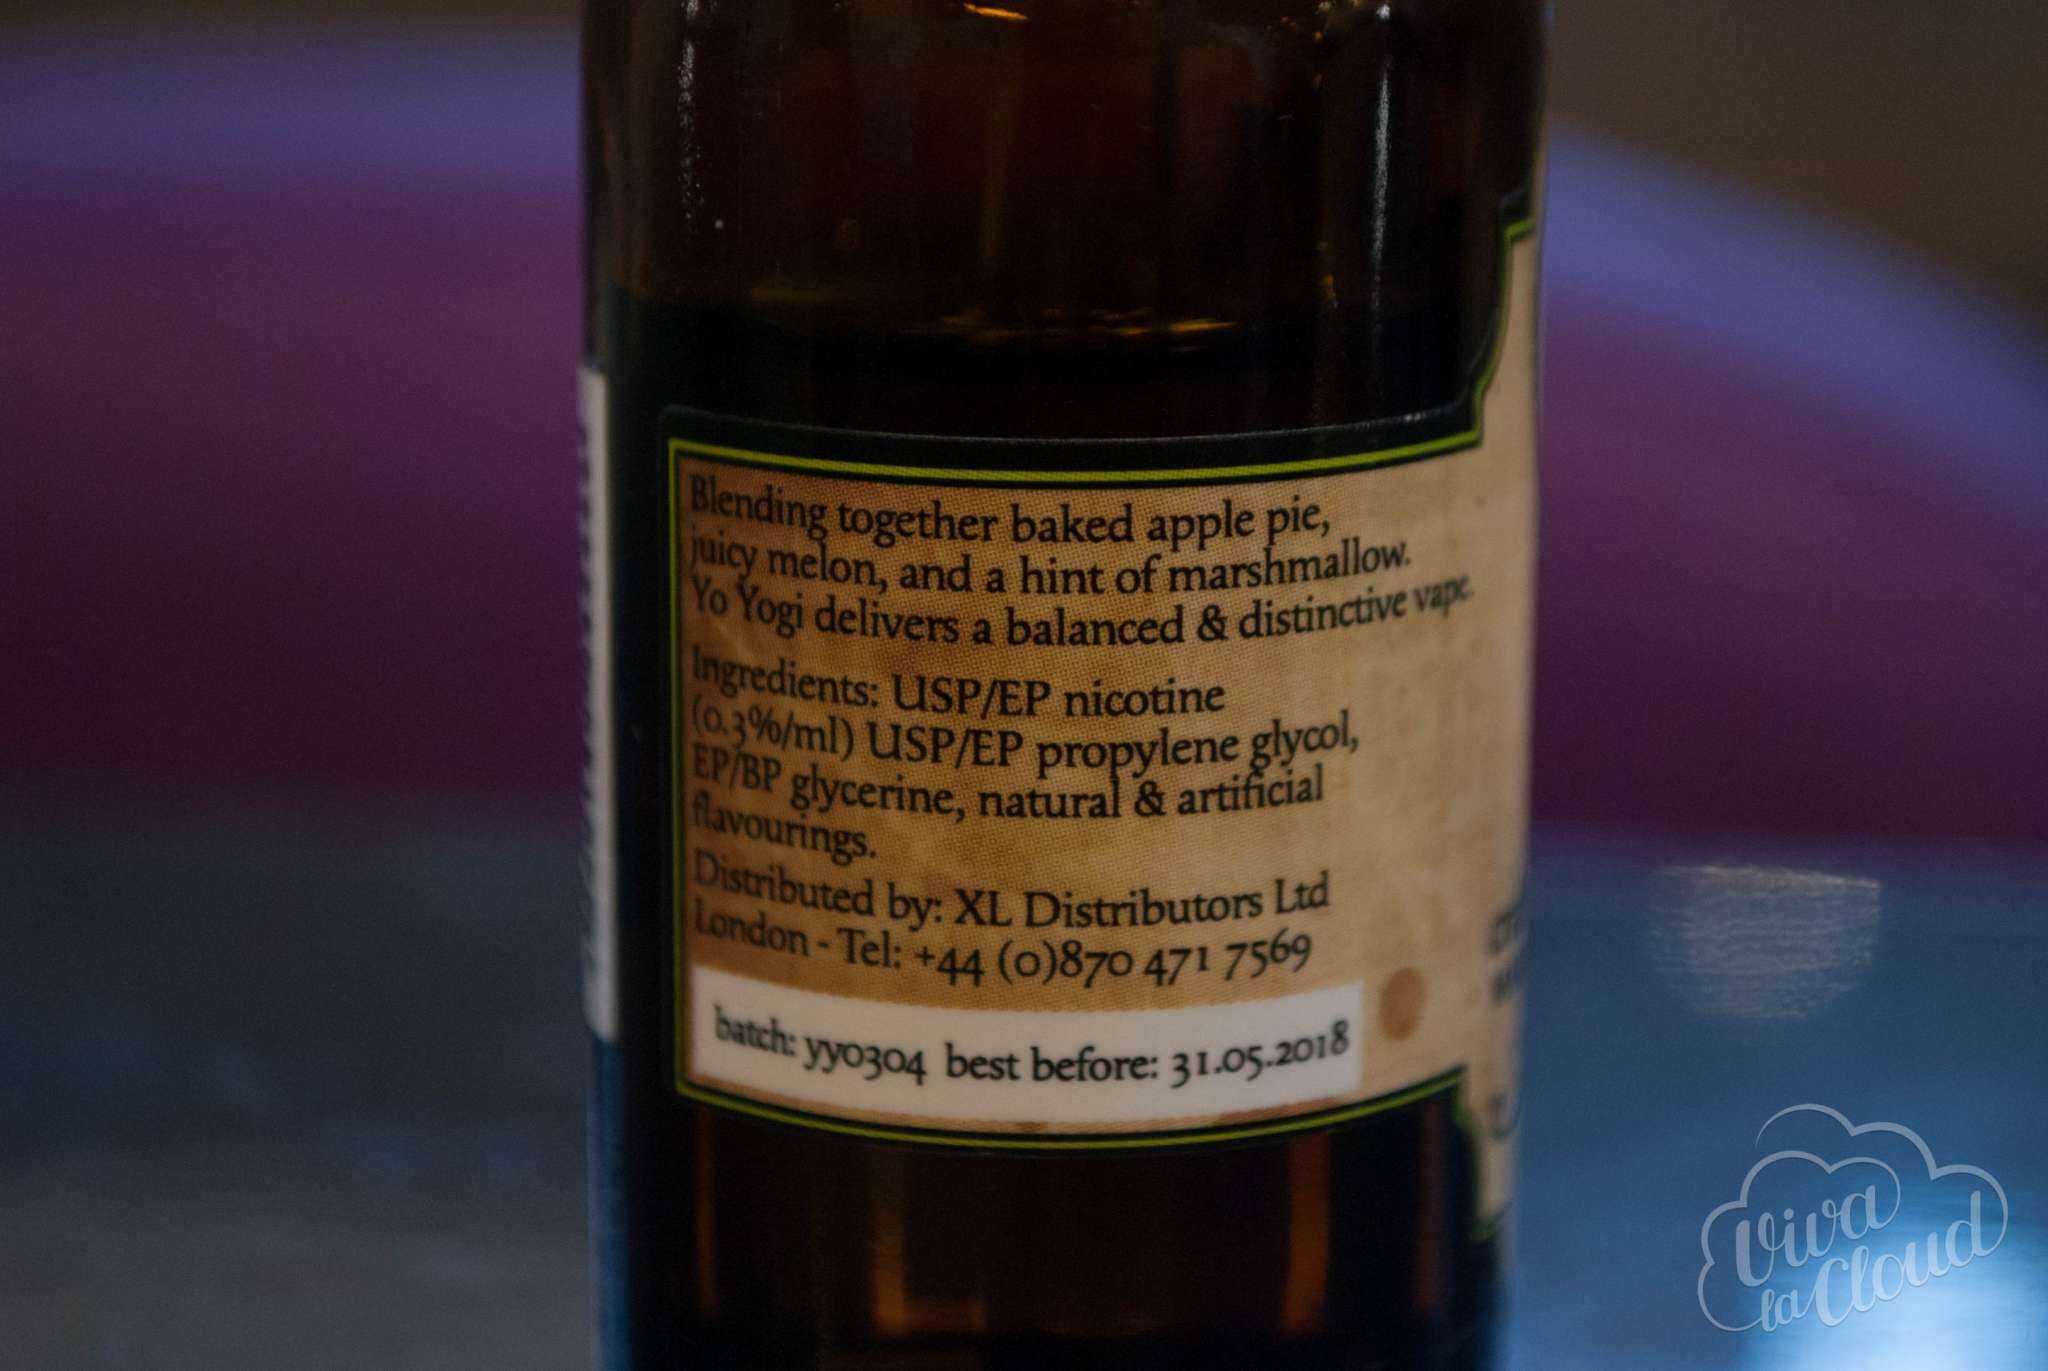 Blending together baked apple pie,
juicy melon, and a hint of marshmallow.
Yo Yogi delivers a balanced & distinctive vape.
Ingredients: USP/EP nicotine
(0.3%/ml) USP/EP propylene glycol,
EP/BP glycerine, natural & artificial
flavourings.
Distributed by: XL Distributors Ltd
London - Tel: +44 (0)870 471 7569
batch: yy0304 best before: 31.05.2018
Viva
la Cloud